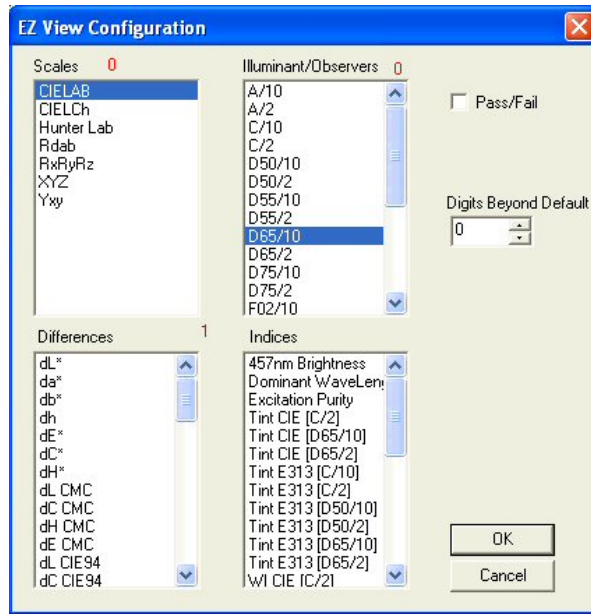 EZ View Configuration
Scales 0
CIELAB
CIELCh
Hunter Lab
Rdab
RxRyRz
XYZ
Yxy
Illuminant/Observers 0
A/10
A/2
C/10
C/2
D50/10
D50/2
D55/10
D55/2
D65/10
D65/2
D75/10
D75/2
F02/10
Pass/Fail
Digits Beyond Default
0
Differences 1
dL*
da*
db*
dh
dE*
dC*
dH*
dL CMC
dC CMC
dH CMC
dE CMC
dL CIE94
dC CIE94
Indices
457nm Brightness
Dominant WaveLeng
Excitation Purity
Tint CIE [C/2]
Tint CIE [D65/10]
Tint CIE [D65/2]
Tint E313 [C/10]
Tint E313 [C/2]
Tint E313 [D50/10]
Tint E313 [D50/2]
Tint E313 [D65/10]
Tint E313 [D65/2]
WI CIE [C/2]
OK
Cancel